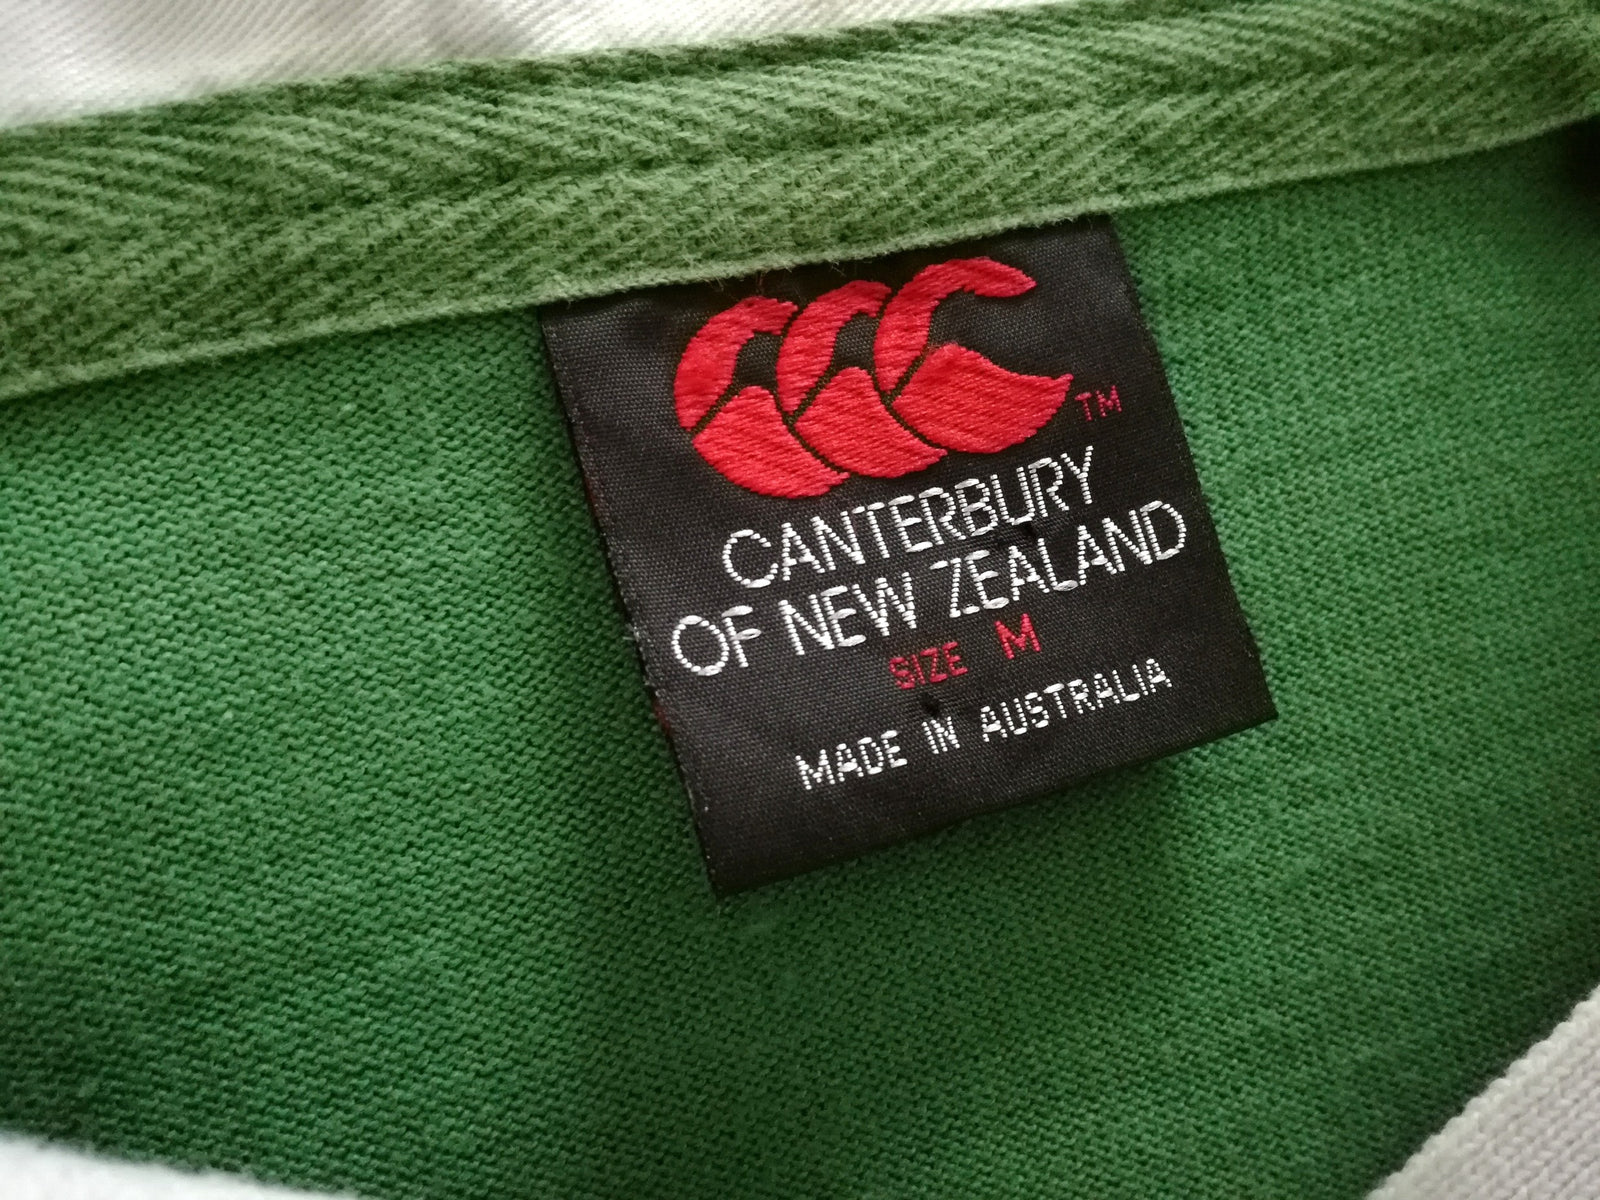 TM
CANTERBURY
OF NEW ZEALAND
SIZE M
MADE IN AUSTRALIA